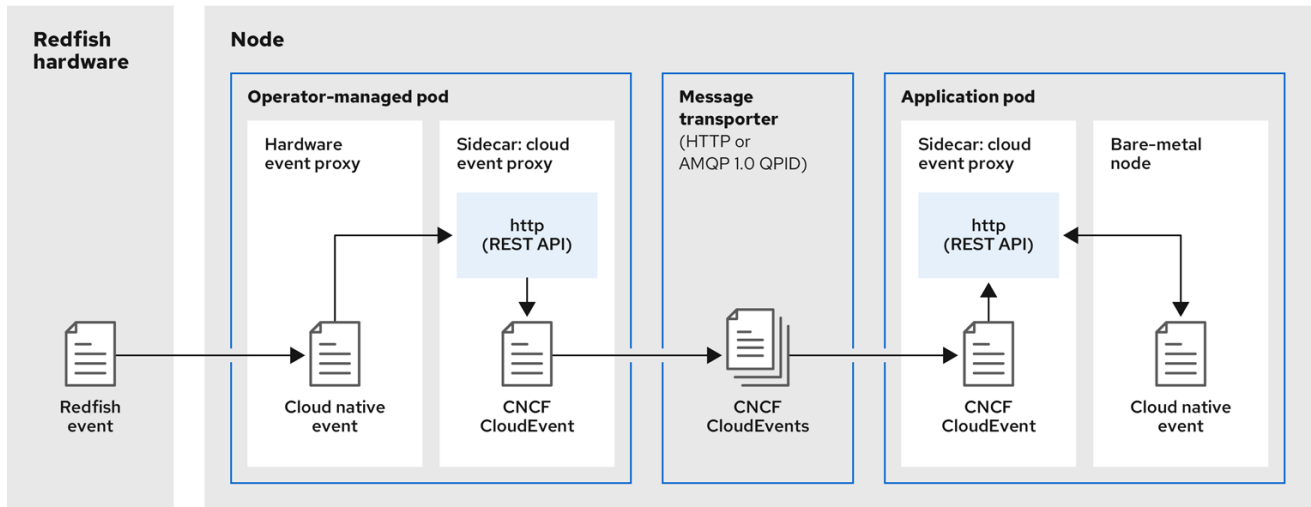 Redfish
hardware
Redfish
event
Node
Operator-managed pod
Hardware
event proxy
Cloud native
event
Sidecar: cloud
event proxy
http
(REST API)
CNCF
CloudEvent
Message
transporter
(HTTP or
AMQP 1.0 QPID)
CNCF
CloudEvents
Application pod
Sidecar: cloud
event proxy
http
(REST API)
CNCF
CloudEvent
Bare-metal
node
Cloud native
event